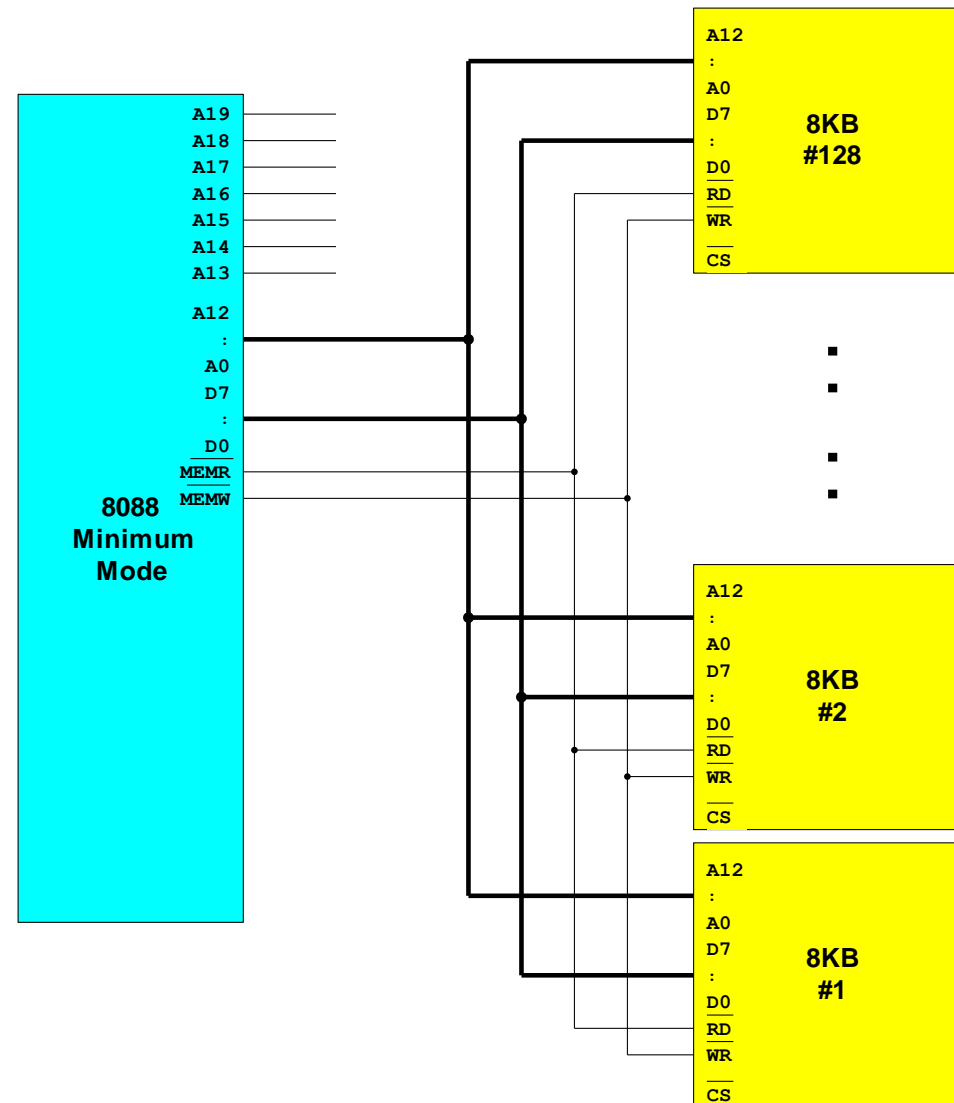 A19
A18
A17
A16
A15
A14
A13
A12
:
A0
D7
:
D0
MEMR
MEMW
8088
Minimum
Mode
A12
:
A0
D7
:
D0
RD
WR
CS
8KB
#128
A12
:
A0
D7
:
D0
RD
WR
CS
8KB
#2
A12
:
A0
D7
:
D0
RD
WR
CS
8KB
#1